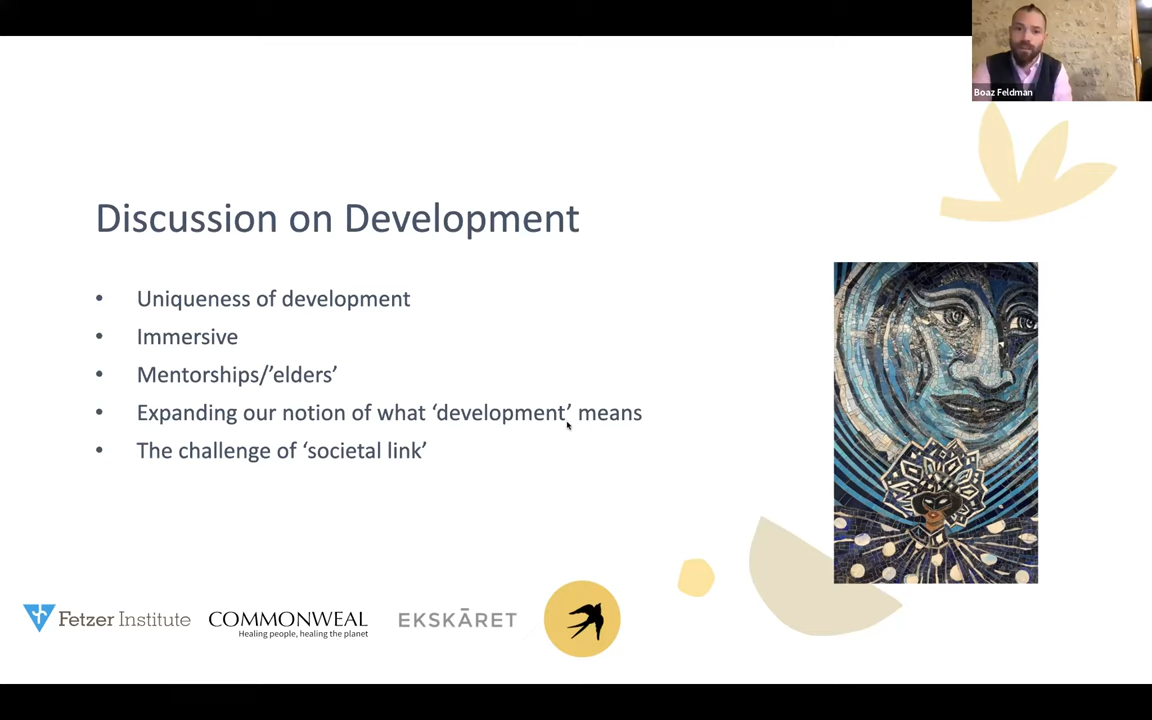 Boaz Feldman
Discussion on Development
• Uniqueness of development
• Immersive
• Mentorships/’elders’
• Expanding our notion of what ‘development’ means
• The challenge of ‘societal link’
Fetzer Institute
COMMONWEAL
Healing people, healing the planet
EKSKÄRET